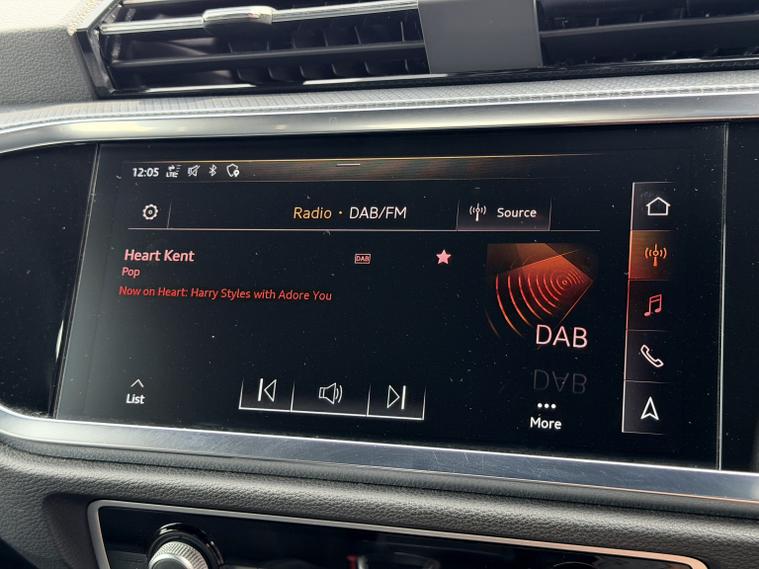 12:05 LTE
Radio · DAB/FM
Source
Heart Kent
DAB
Pop
Now on Heart: Harry Styles with Adore You
DAB
List
More